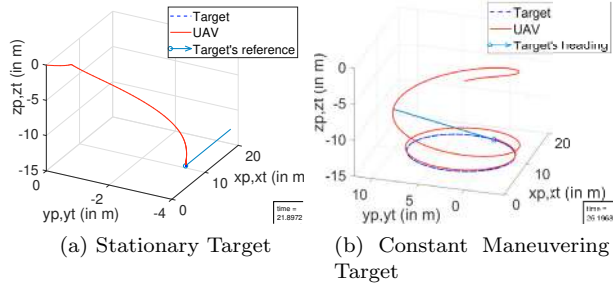 Target
UAV
Target's reference
zp,zt (in m)
0
-5
-10
-15
0
-2
-4
yp,yt (in m)
0
10
20
xp,xt (in m)
time =
21.8972
(a) Stationary Target
Target
UAV
Target's heading
zp,zt (in m)
0
-5
-10
-15
10
5
0
yp,yt (in m)
0
10
20
xp,xt (in m)
time =
26.1968
(b) Constant Maneuvering
Target